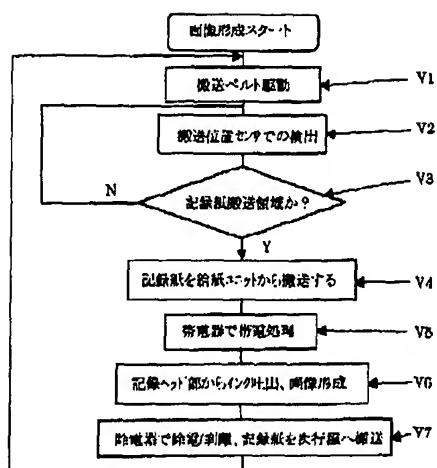 画像形成スタート
搬送ベルト駆動
V1
搬送位置センサでの検出
V2
記録紙搬送領域か?
V3
N
Y
記録紙を給紙ユニットから搬送する
V4
帯電器で帯電処理
V5
記録ヘッド部からインク吐出、画像形成
V6
除電器で除電/剥離、記録紙を次行程へ搬送
V7